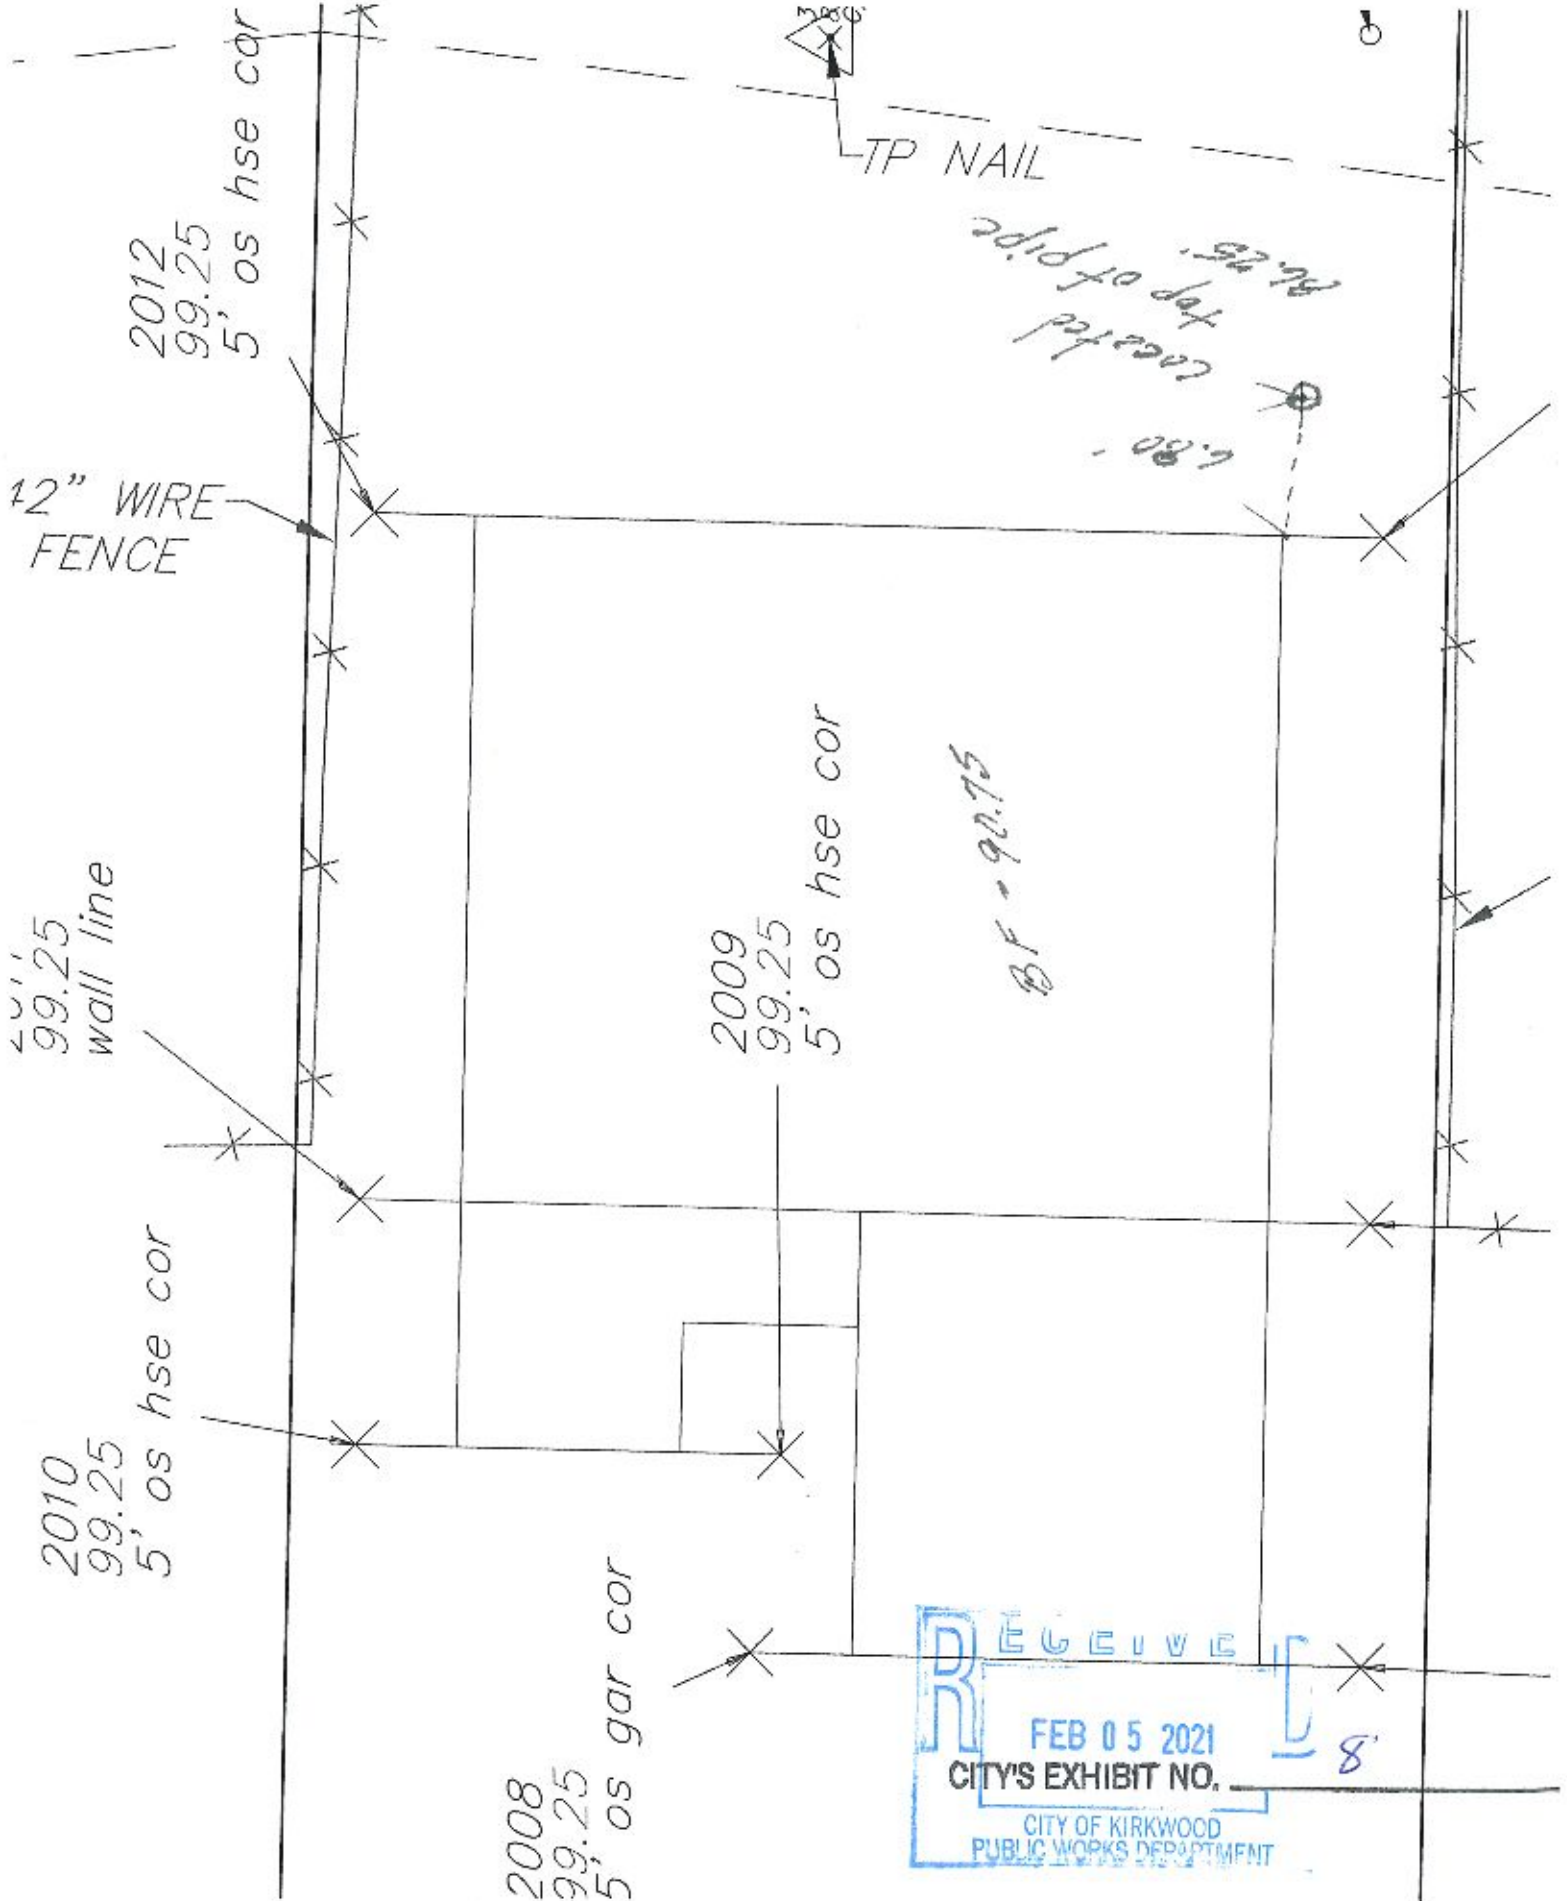 TP NAIL
2012
99.25
5' os hse cor
Located
top of pipe
6.80'
12" WIRE
FENCE
99.25
wall line
2009
99.25
5' os hse cor
BF - 90.75
2010
99.25
5' os hse cor
2008
99.25
5' os gar cor
RECEIVED
FEB 05 2021
CITY'S EXHIBIT NO. 8
CITY OF KIRKWOOD
PUBLIC WORKS DEPARTMENT